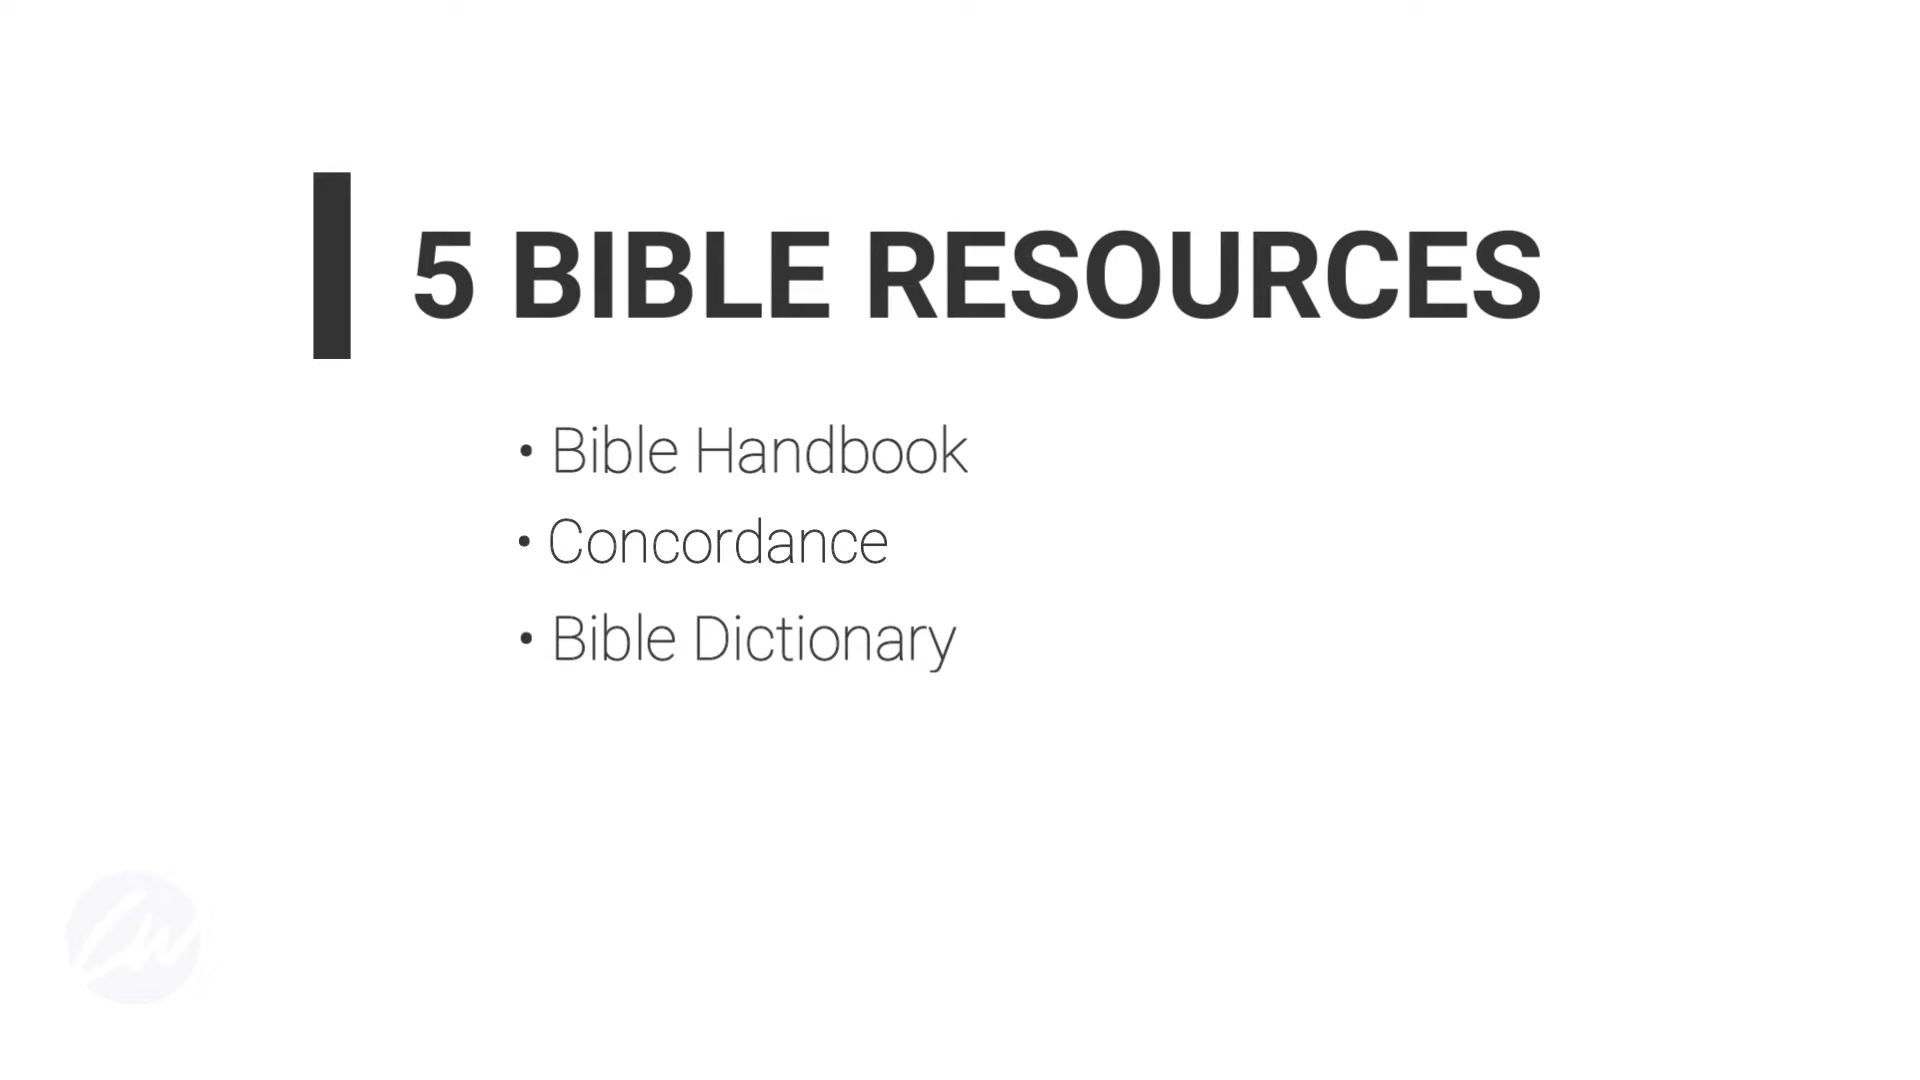 5 BIBLE RESOURCES
• Bible Handbook
• Concordance
• Bible Dictionary